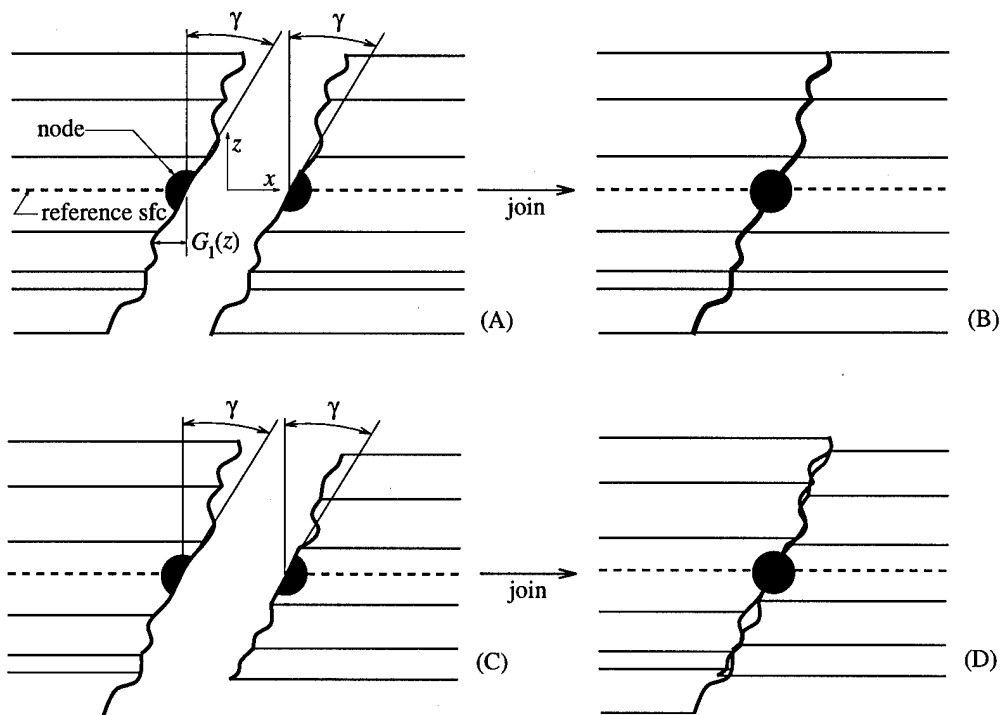 γ γ
node
z
x
reference sfc
join
G₁(z)
(A) (B)
γ γ
join
(C) (D)